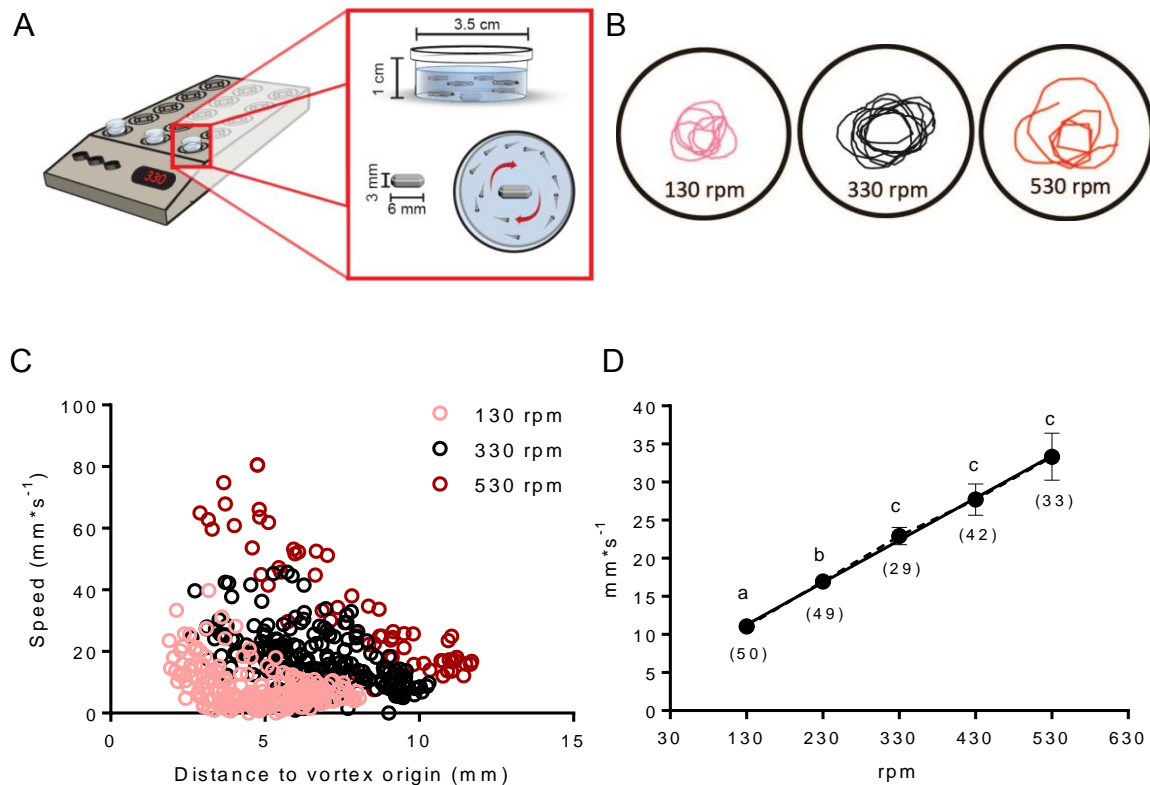 A
3.5 cm
1 cm
330
3 mm
6 mm
B
130 rpm
330 rpm
530 rpm
C
Speed (mm*s-1)
100
80
60
40
20
0
0
5
10
15
Distance to vortex origin (mm)
130 rpm
330 rpm
530 rpm
D
mm*s-1
40
35
30
25
20
15
10
5
0
a
b
c
c
c
(50)
(49)
(29)
(42)
(33)
30
130
230
330
430
530
630
rpm